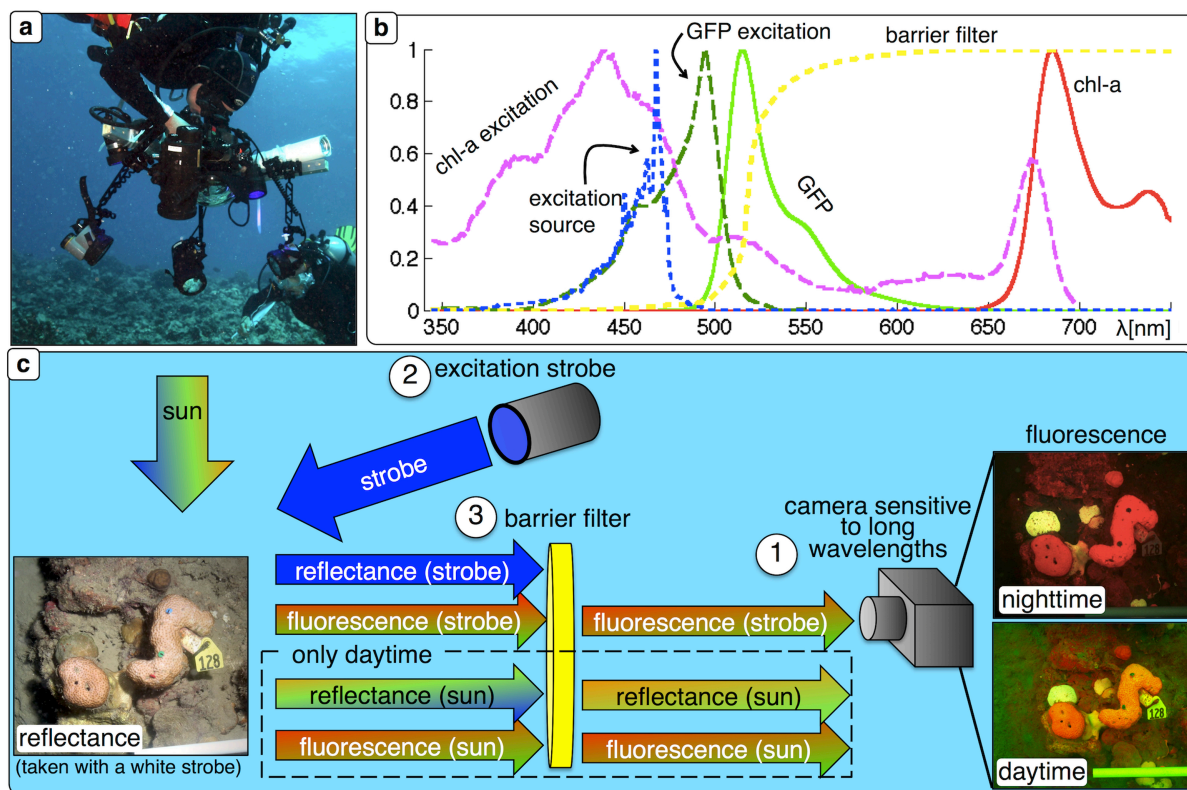 a
b
GFP excitation
barrier filter
1
0.8
0.6
0.4
0.2
0
chl-a excitation
excitation
source
GFP
chl-a
350
400
450
500
550
600
650
700
λ[nm]
c
sun
2
excitation strobe
strobe
3
barrier filter
1
camera sensitive
to long
wavelengths
fluorescence
reflectance (strobe)
fluorescence (strobe)
fluorescence (strobe)
only daytime
reflectance (sun)
reflectance (sun)
fluorescence (sun)
fluorescence (sun)
128
reflectance
(taken with a white strobe)
128
nighttime
128
daytime